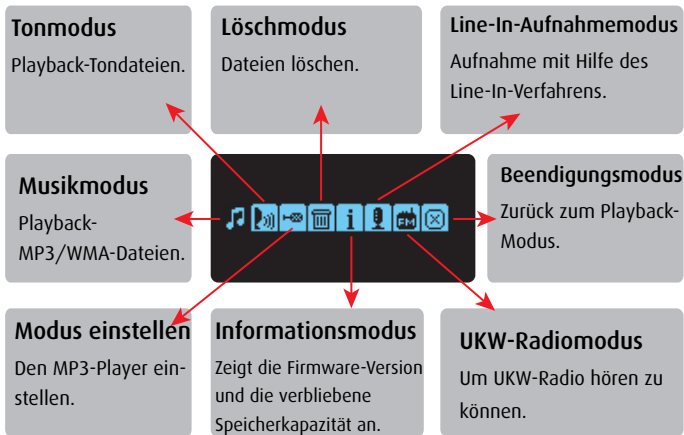 Tonmodus
Playback-Tondateien.
Löschmodus
Dateien löschen.
Line-In-Aufnahmemodus
Aufnahme mit Hilfe des
Line-In-Verfahrens.
Musikmodus
Playback-
MP3/WMA-Dateien.
i
FM
Beendigungsmodus
Zurück zum Playback-
Modus.
Modus einstellen
Den MP3-Player ein-
stellen.
Informationsmodus
Zeigt die Firmware-Version
und die verbliebene
Speicherkapazität an.
UKW-Radiomodus
Um UKW-Radio hören zu
können.